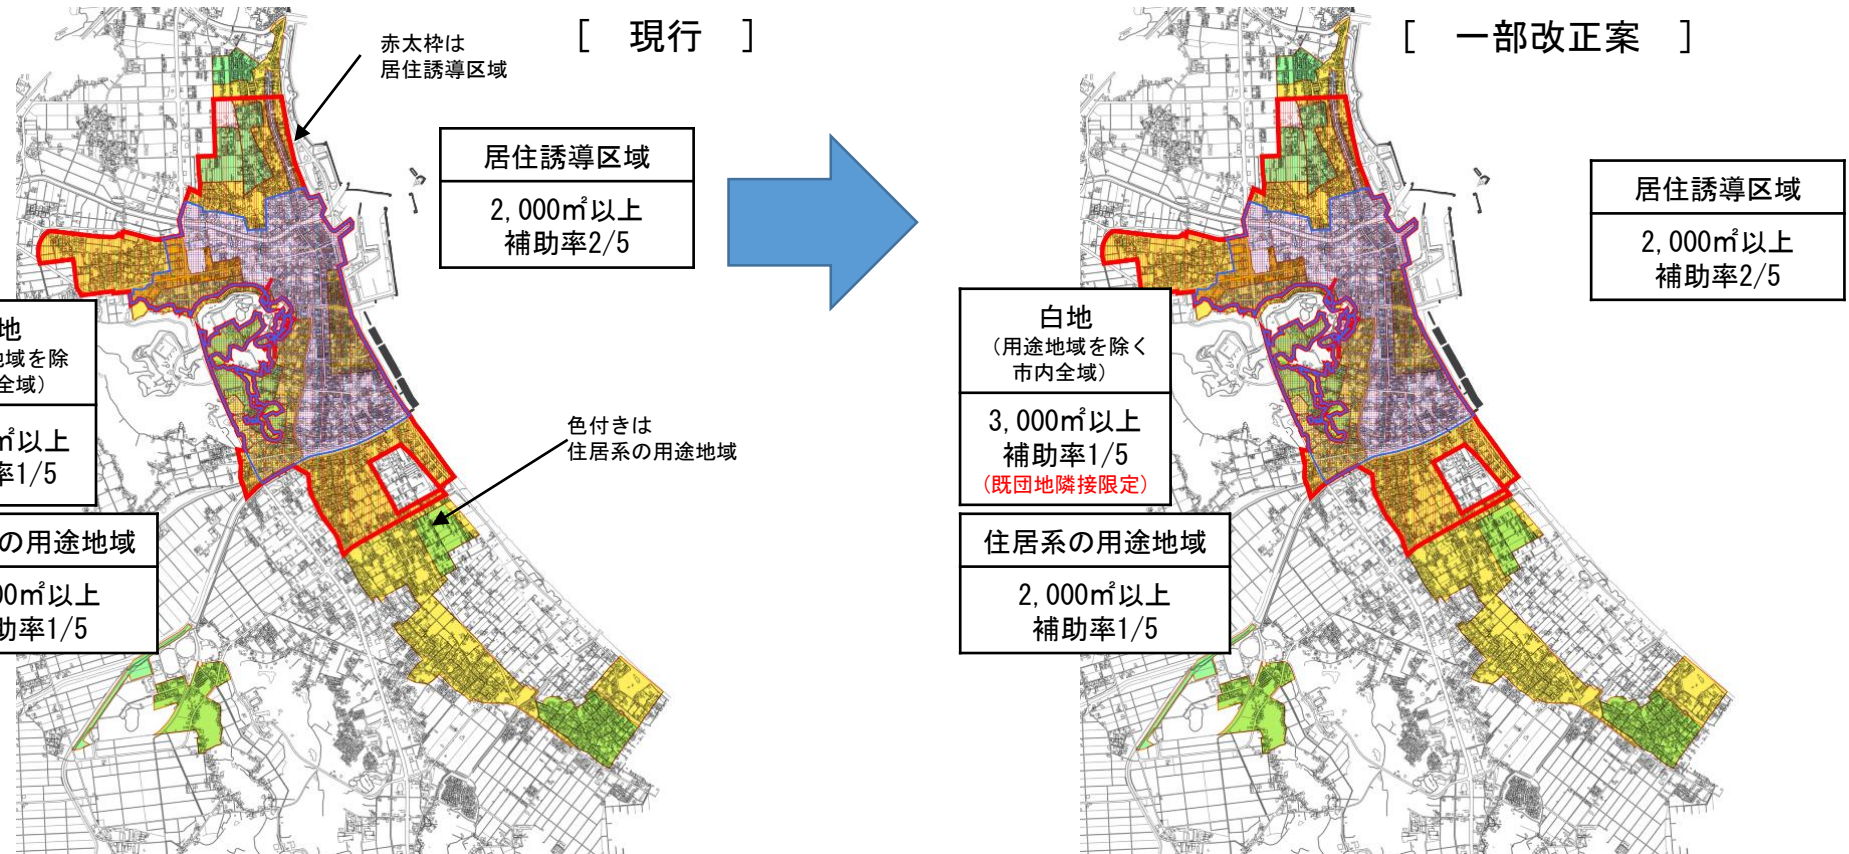 [　現行　]
赤太枠は
居住誘導区域
居住誘導区域
2,000㎡以上
補助率2/5
地
地域を除
全域）
㎡以上
率1/5
色付きは
住居系の用途地域
の用途地域
00㎡以上
助率1/5
[　一部改正案　]
居住誘導区域
2,000㎡以上
補助率2/5
白地
（用途地域を除く
市内全域）
3,000㎡以上
補助率1/5
（既団地隣接限定）
住居系の用途地域
2,000㎡以上
補助率1/5